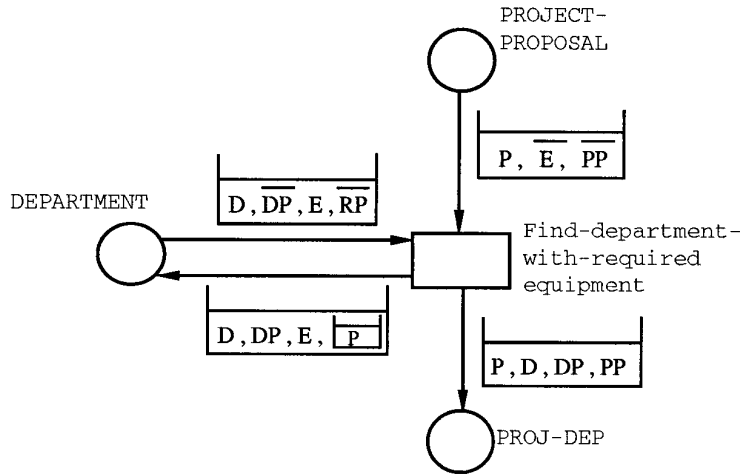 PROJECT-
PROPOSAL
P, E, PP
D, DP, E, RP
DEPARTMENT
Find-department-
with-required
equipment
D, DP, E, P
P, D, DP, PP
PROJ-DEP